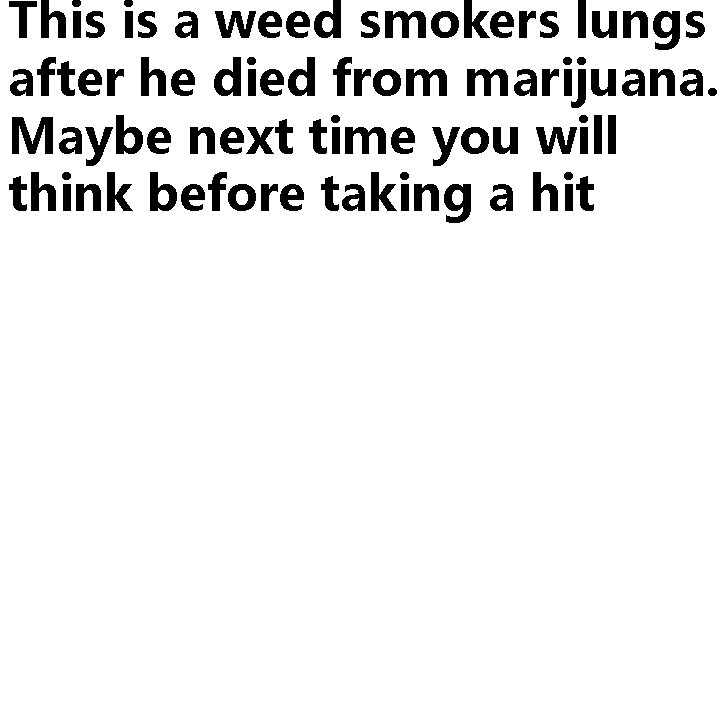 This is a weed smokers lungs
after he died from marijuana.
Maybe next time you will
think before taking a hit